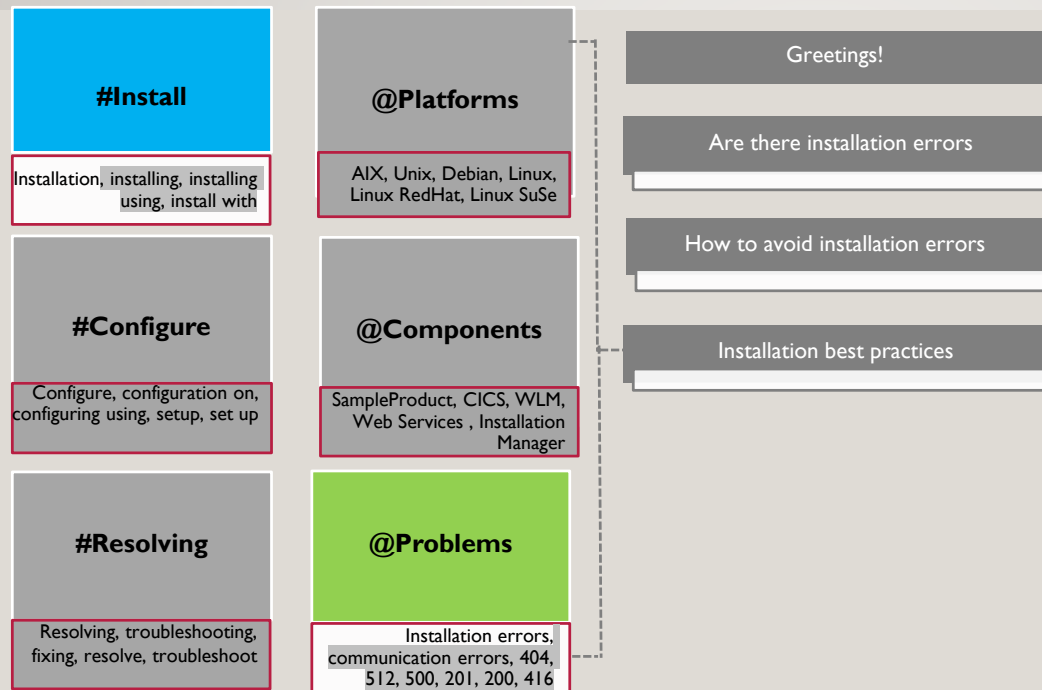 #Install
Installation, installing, installing
using, install with
@Platforms
AIX, Unix, Debian, Linux,
Linux RedHat, Linux SuSe
#Configure
Configure, configuration on,
configuring using, setup, set up
@Components
SampleProduct, CICS, WLM,
Web Services , Installation
Manager
#Resolving
Resolving, troubleshooting,
fixing, resolve, troubleshoot
@Problems
Installation errors,
communication errors, 404,
512, 500, 201, 200, 416
Greetings!
Are there installation errors
How to avoid installation errors
Installation best practices